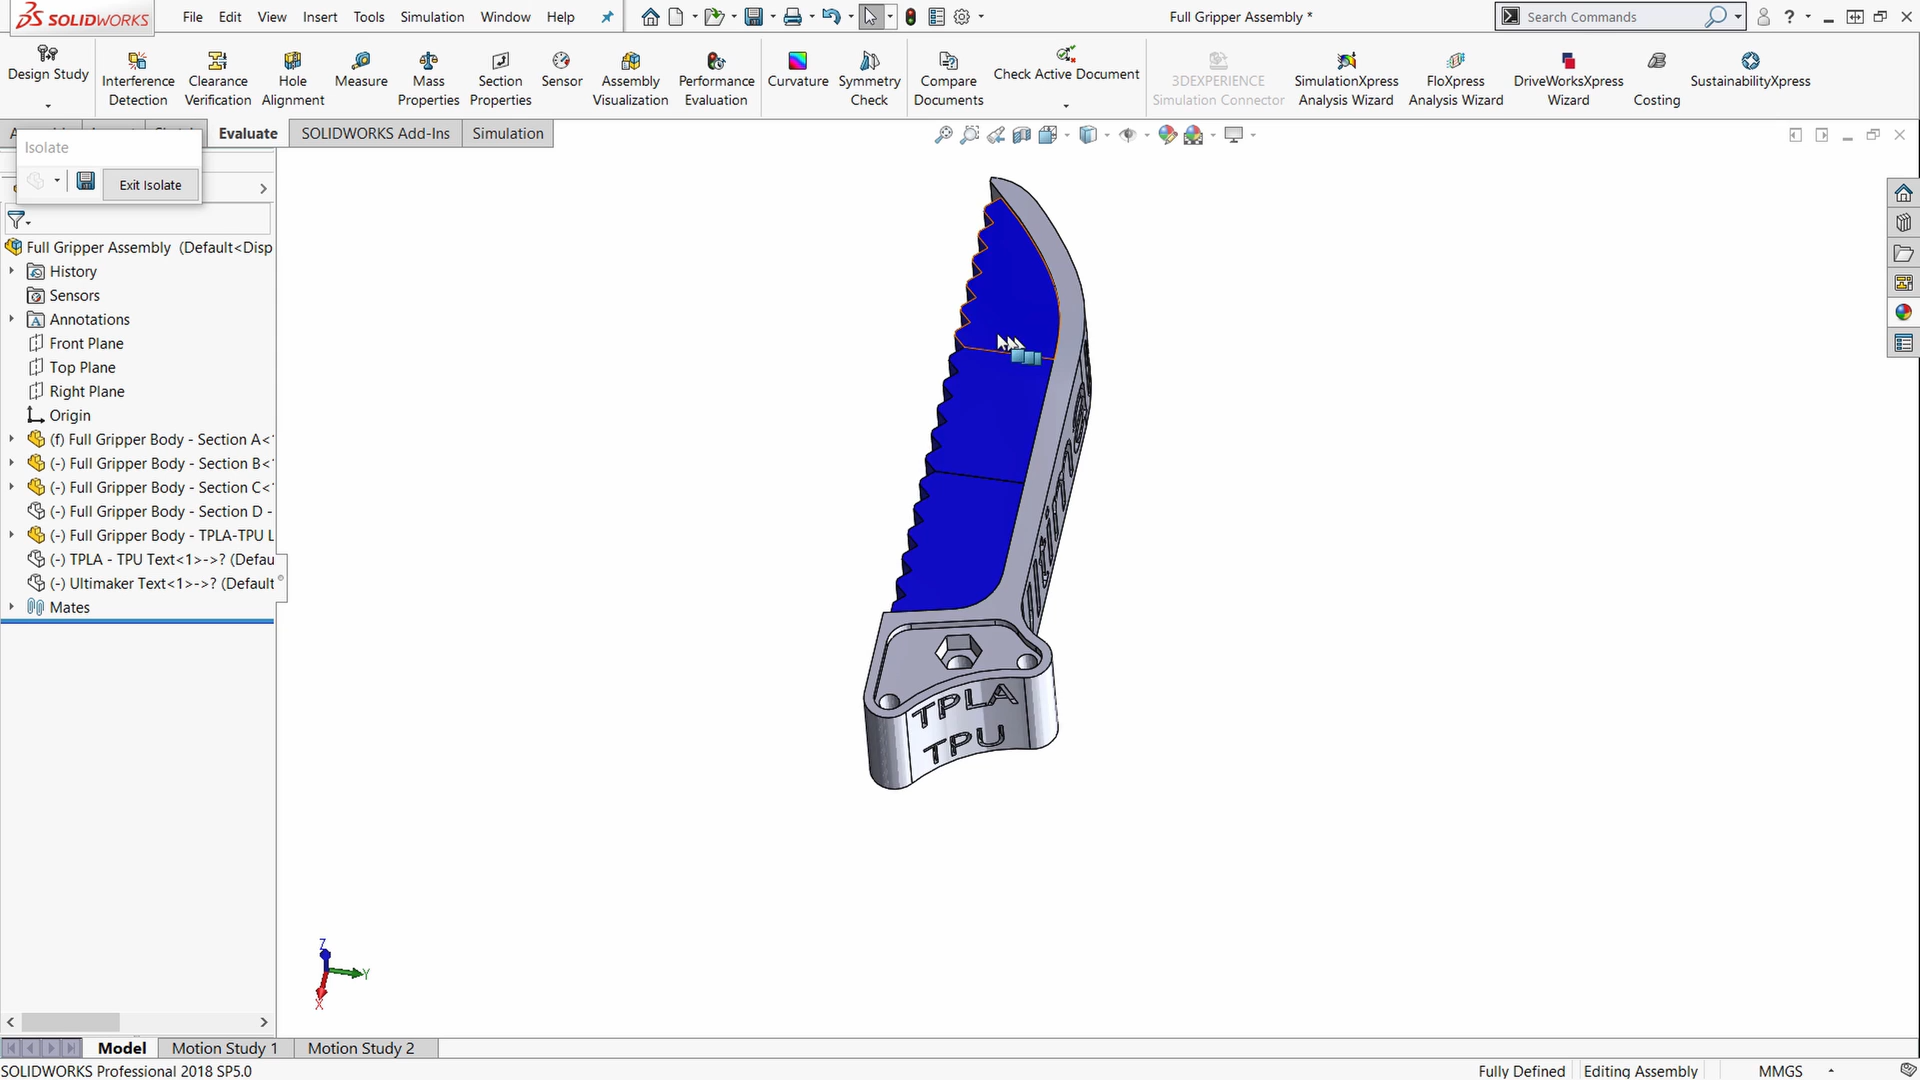 SOLIDWORKS File Edit View Insert Tools Simulation Window Help Full Gripper Assembly * Search Commands ?
Design Study
Interference Detection
Clearance Verification
Hole Alignment
Measure
Mass Properties
Section Properties
Sensor
Assembly Visualization
Performance Evaluation
Curvature
Symmetry Check
Compare Documents
Check Active Document
3DEXPERIENCE Simulation Connector
SimulationXpress Analysis Wizard
FloXpress Analysis Wizard
DriveWorksXpress Wizard
Costing
SustainabilityXpress
Evaluate SOLIDWORKS Add-Ins Simulation
Isolate
Exit Isolate
Full Gripper Assembly (Default<Disp
History
Sensors
Annotations
Front Plane
Top Plane
Right Plane
Origin
(f) Full Gripper Body - Section A<
(-) Full Gripper Body - Section B<
(-) Full Gripper Body - Section C<
(-) Full Gripper Body - Section D -
(-) Full Gripper Body - TPLA-TPU L
(-) TPLA - TPU Text<1>->? (Defau
(-) Ultimaker Text<1>->? (Default
Mates
TPLA
TPU
Z
Y
X
Model Motion Study 1 Motion Study 2
SOLIDWORKS Professional 2018 SP5.0 Fully Defined Editing Assembly MMGS